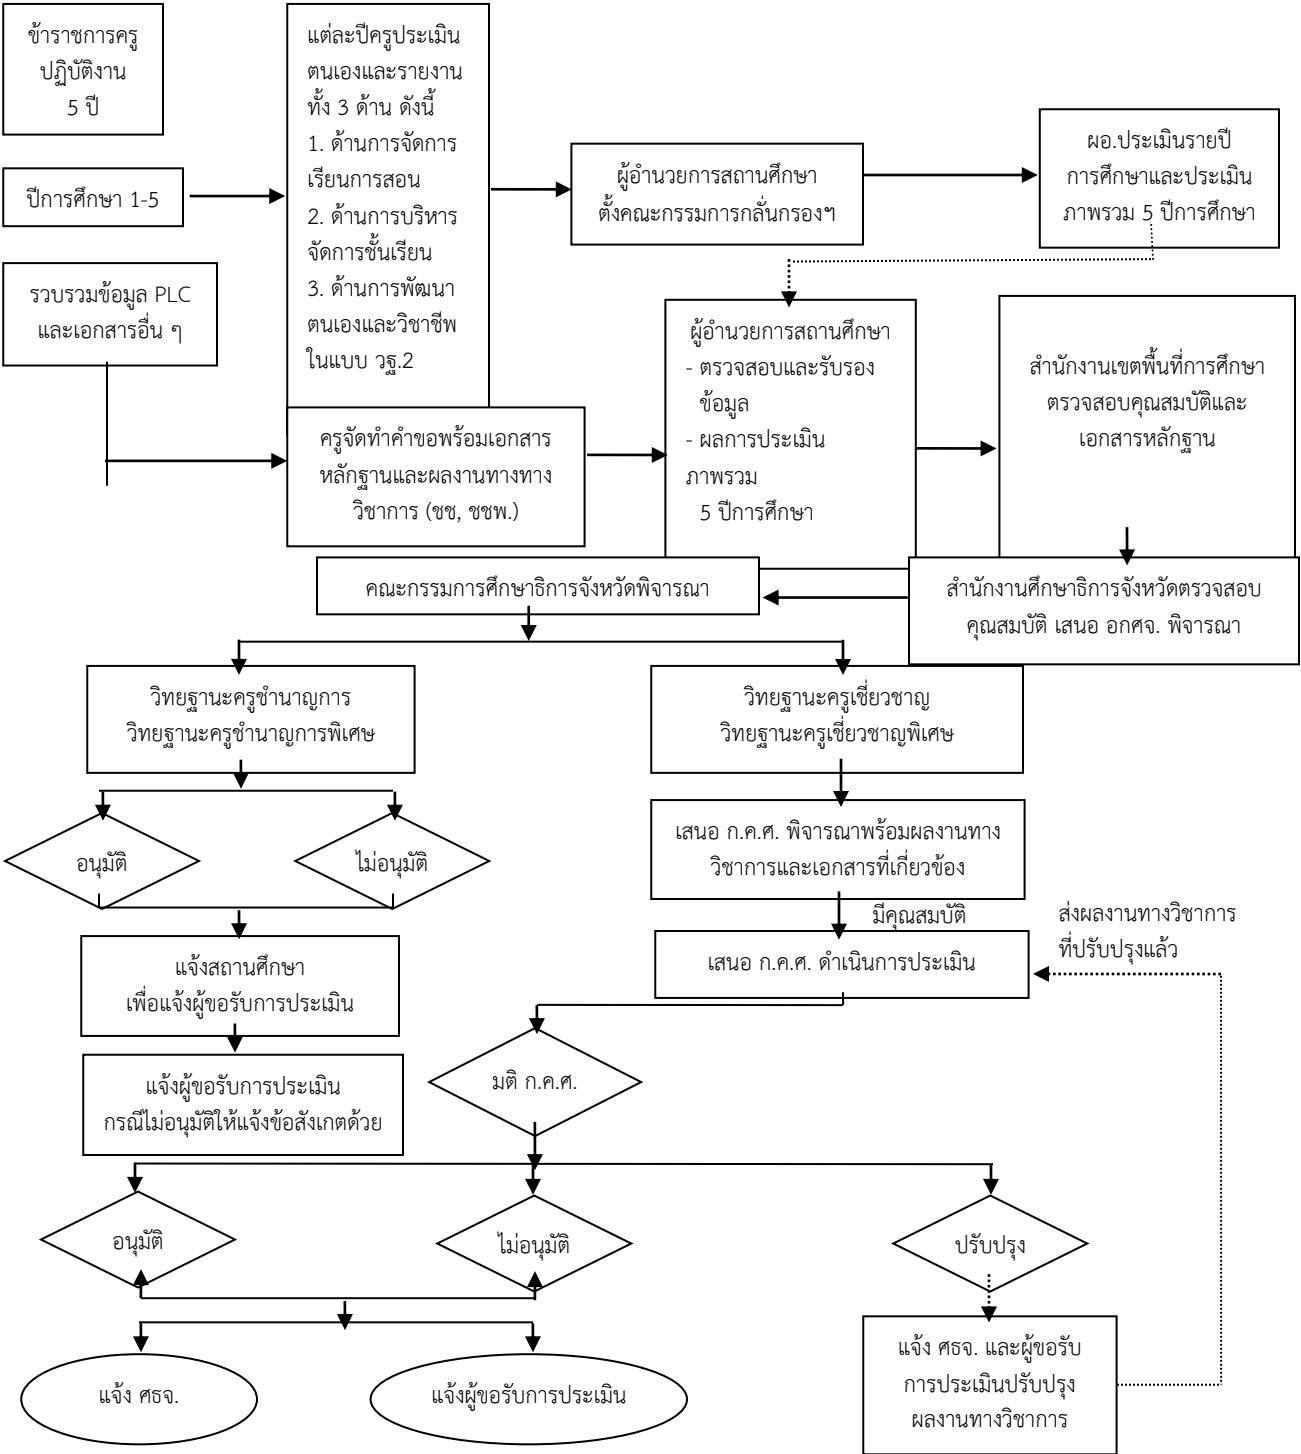 ข้าราชการครู
ปฏิบัติงาน
5 ปี
ปีการศึกษา 1-5
รวบรวมข้อมูล PLC
และเอกสารอื่น ๆ
แต่ละปีครูประเมิน
ตนเองและรายงาน
ทั้ง 3 ด้าน ดังนี้
1. ด้านการจัดการ
เรียนการสอน
2. ด้านการบริหาร
จัดการชั้นเรียน
3. ด้านการพัฒนา
ตนเองและวิชาชีพ
ในแบบ วฐ.2
ผู้อำนวยการสถานศึกษา
ตั้งคณะกรรมการกลั่นกรองฯ
ผอ.ประเมินรายปี
การศึกษาและประเมิน
ภาพรวม 5 ปีการศึกษา
ครูจัดทำคำขอพร้อมเอกสาร
หลักฐานและผลงานทางทาง
วิชาการ (ชช, ชชพ.)
ผู้อำนวยการสถานศึกษา
- ตรวจสอบและรับรอง
ข้อมูล
- ผลการประเมิน
ภาพรวม
5 ปีการศึกษา
สำนักงานเขตพื้นที่การศึกษา
ตรวจสอบคุณสมบัติและ
เอกสารหลักฐาน
คณะกรรมการศึกษาธิการจังหวัดพิจารณา
สำนักงานศึกษาธิการจังหวัดตรวจสอบ
คุณสมบัติ เสนอ อกศจ. พิจารณา
วิทยฐานะครูชำนาญการ
วิทยฐานะครูชำนาญการพิเศษ
วิทยฐานะครูเชี่ยวชาญ
วิทยฐานะครูเชี่ยวชาญพิเศษ
อนุมัติ
ไม่อนุมัติ
เสนอ ก.ค.ศ. พิจารณาพร้อมผลงานทาง
วิชาการและเอกสารที่เกี่ยวข้อง
มีคุณสมบัติ
ส่งผลงานทางวิชาการ
ที่ปรับปรุงแล้ว
แจ้งสถานศึกษา
เพื่อแจ้งผู้ขอรับการประเมิน
เสนอ ก.ค.ศ. ดำเนินการประเมิน
แจ้งผู้ขอรับการประเมิน
กรณีไม่อนุมัติให้แจ้งข้อสังเกตด้วย
มติ ก.ค.ศ.
อนุมัติ
ไม่อนุมัติ
ปรับปรุง
แจ้ง ศธจ.
แจ้งผู้ขอรับการประเมิน
แจ้ง ศธจ. และผู้ขอรับ
การประเมินปรับปรุง
ผลงานทางวิชาการ